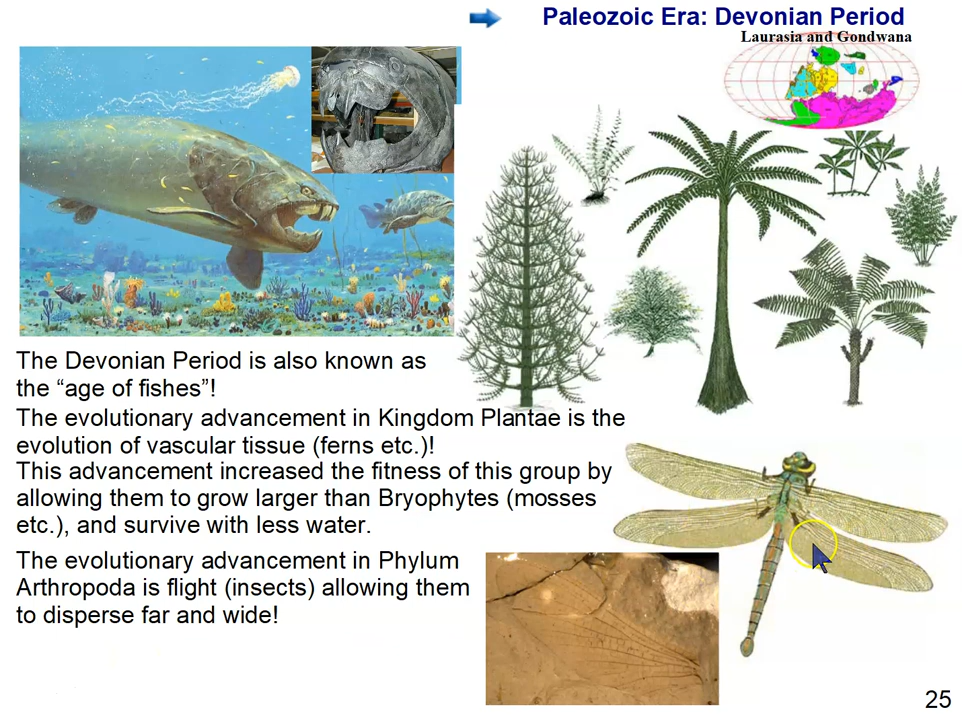 Paleozoic Era: Devonian Period
Laurasia and Gondwana
The Devonian Period is also known as
the “age of fishes”!
The evolutionary advancement in Kingdom Plantae is the
evolution of vascular tissue (ferns etc.)!
This advancement increased the fitness of this group by
allowing them to grow larger than Bryophytes (mosses
etc.), and survive with less water.
The evolutionary advancement in Phylum
Arthropoda is flight (insects) allowing them
to disperse far and wide!
25